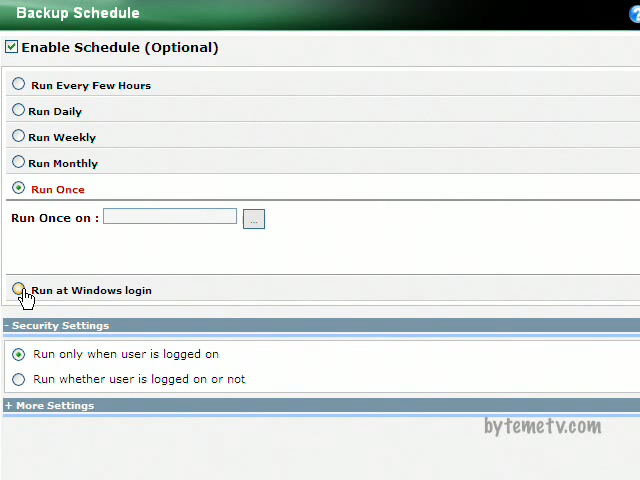 Backup Schedule
?
Enable Schedule (Optional)
Run Every Few Hours
Run Daily
Run Weekly
Run Monthly
Run Once
Run Once on :
...
Run at Windows login
- Security Settings
Run only when user is logged on
Run whether user is logged on or not
+ More Settings
bytemetv.com